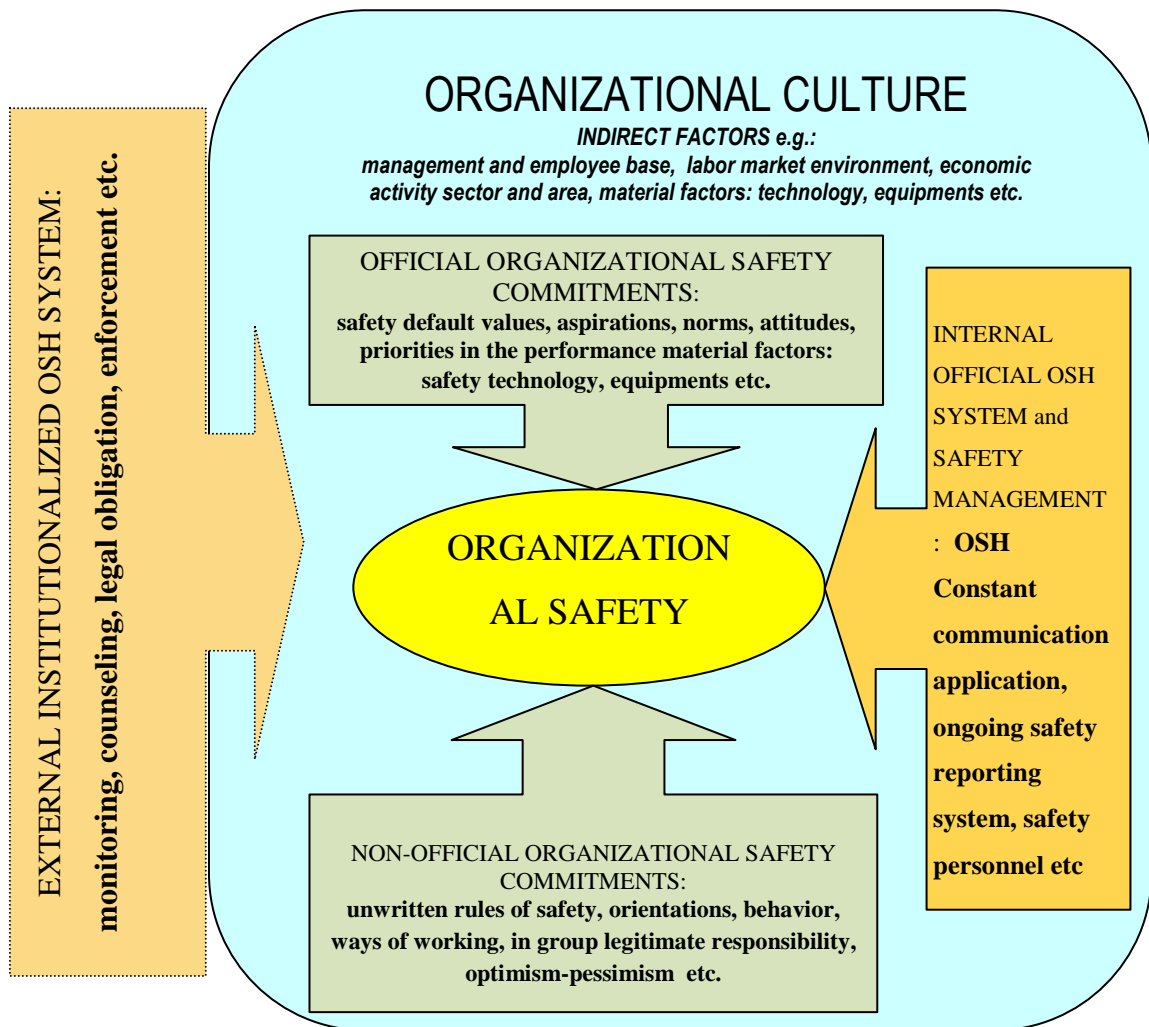 ORGANIZATIONAL CULTURE
INDIRECT FACTORS e.g.:
management and employee base, labor market environment, economic
activity sector and area, material factors: technology, equipments etc.
EXTERNAL INSTITUTIONALIZED OSH SYSTEM:
monitoring, counseling, legal obligation, enforcement etc.
OFFICIAL ORGANIZATIONAL SAFETY
COMMITMENTS:
safety default values, aspirations, norms, attitudes,
priorities in the performance material factors:
safety technology, equipments etc.
ORGANIZATION
AL SAFETY
INTERNAL
OFFICIAL OSH
SYSTEM and
SAFETY
MANAGEMENT
: OSH
Constant
communication
application,
ongoing safety
reporting
system, safety
personnel etc
NON-OFFICIAL ORGANIZATIONAL SAFETY
COMMITMENTS:
unwritten rules of safety, orientations, behavior,
ways of working, in group legitimate responsibility,
optimism-pessimism etc.